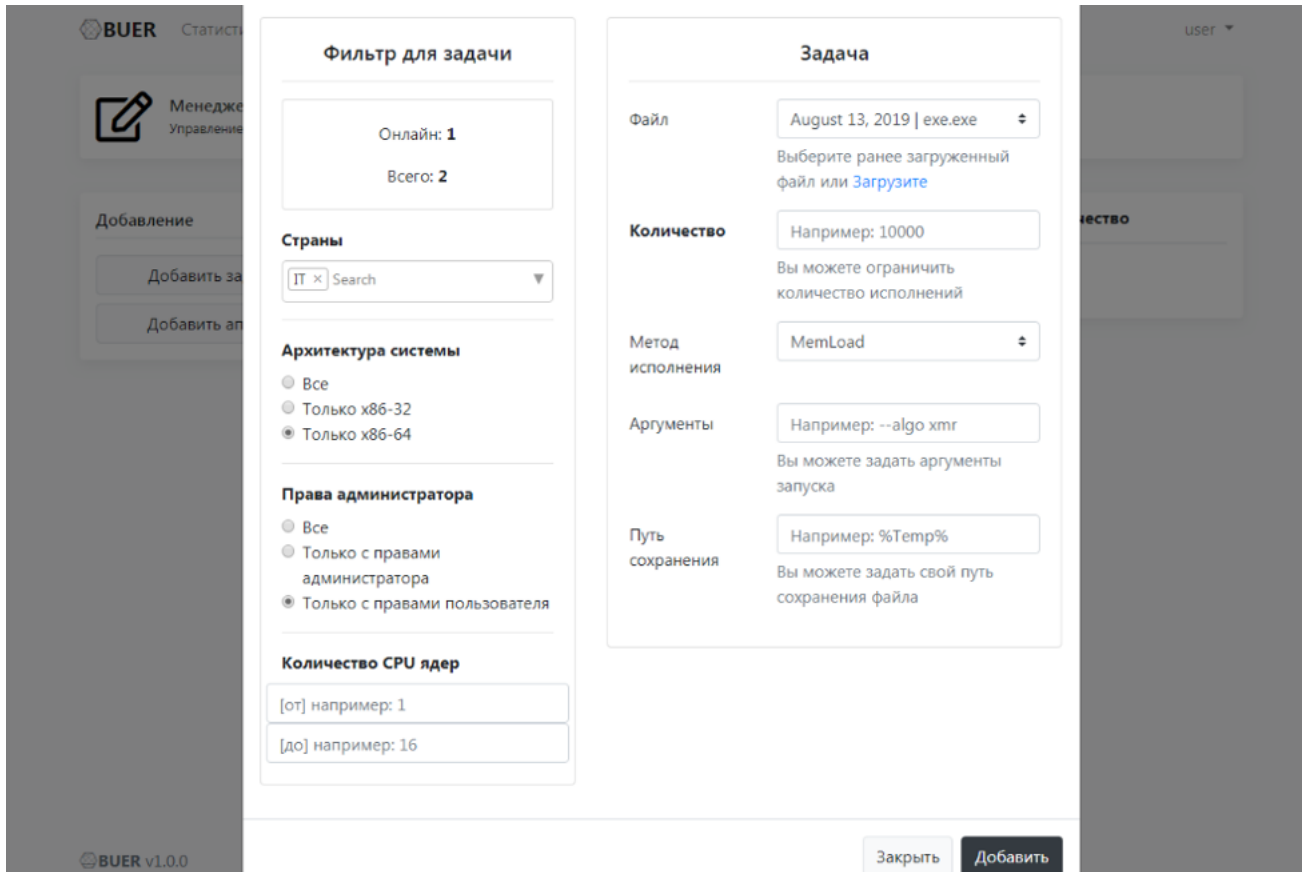 BUER Статисти
user
Менедже
Управление
Добавление
Добавить за
Добавить ап
чество
Фильтр для задачи
Онлайн: 1
Всего: 2
Страны
IT × Search
Архитектура системы
Все
Только x86-32
Только x86-64
Права администратора
Все
Только с правами
администратора
Только с правами пользователя
Количество CPU ядер
[от] например: 1
[до] например: 16
Задача
Файл
August 13, 2019 | exe.exe
Выберите ранее загруженный
файл или Загрузите
Количество
Например: 10000
Вы можете ограничить
количество исполнений
Метод
исполнения
MemLoad
Аргументы
Например: --algo xmr
Вы можете задать аргументы
запуска
Путь
сохранения
Например: %Temp%
Вы можете задать свой путь
сохранения файла
Закрыть
Добавить
BUER v1.0.0